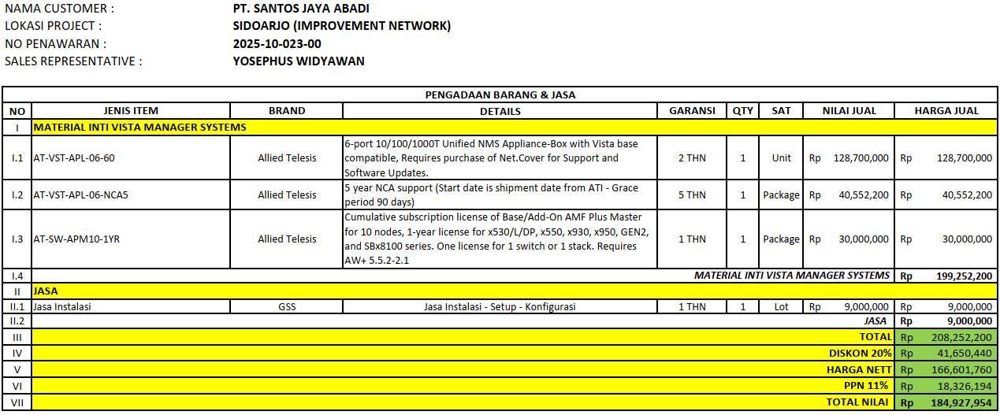 NAMA CUSTOMER : PT. SANTOS JAYA ABADI
LOKASI PROJECT : SIDOARJO (IMPROVEMENT NETWORK)
NO PENAWARAN : 2025-10-023-00
SALES REPRESENTATIVE : YOSEPHUS WIDYAWAN
PENGADAAN BARANG & JASA
NO JENIS ITEM BRAND DETAILS GARANSI QTY SAT NILAI JUAL HARGA JUAL
I MATERIAL INTI VISTA MANAGER SYSTEMS
6-port 10/100/1000T Unified NMS Appliance-Box with Vista base
I.1 AT-VST-APL-06-60 Allied Telesis compatible, Requires purchase of Net.Cover for Support and 2 THN 1 Unit Rp 128,700,000 Rp 128,700,000
Software Updates.
I.2 AT-VST-APL-06-NCA5 Allied Telesis 5 year NCA support (Start date is shipment date from ATI - Grace 5 THN 1 Package Rp 40,552,200 Rp 40,552,200
period 90 days)
Cumulative subscription license of Base/Add-On AMF Plus Master
for 10 nodes, 1-year license for x530/L/DP, x550, x930, x950, GEN2,
I.3 AT-SW-APM10-1YR Allied Telesis and SBx8100 series. One license for 1 switch or 1 stack. Requires 1 THN 1 Package Rp 30,000,000 Rp 30,000,000
AW+ 5.5.2-2.1
I.4 MATERIAL INTI VISTA MANAGER SYSTEMS Rp 199,252,200
II JASA
II.1 Jasa Instalasi GSS Jasa Instalasi - Setup - Konfigurasi 1 THN 1 Lot Rp 9,000,000 Rp 9,000,000
II.2 JASA Rp 9,000,000
III TOTAL Rp 208,252,200
IV DISKON 20% Rp 41,650,440
V HARGA NETT Rp 166,601,760
VI PPN 11% Rp 18,326,194
VII TOTAL NILAI Rp 184,927,954